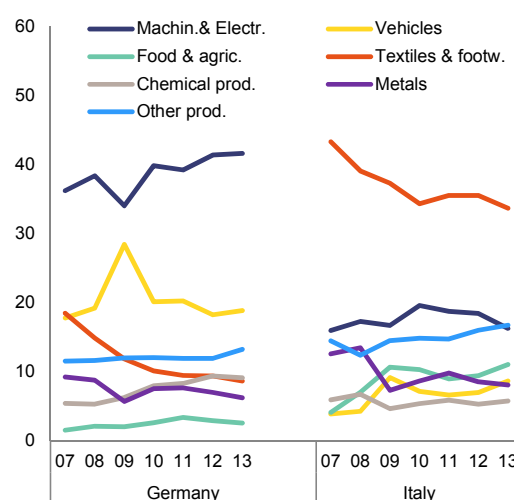 60
50
40
30
20
10
0
Machin.& Electr.
Vehicles
Food & agric.
Textiles & footw.
Chemical prod.
Metals
Other prod.
07 08 09 10 11 12 13 07 08 09 10 11 12 13
Germany Italy